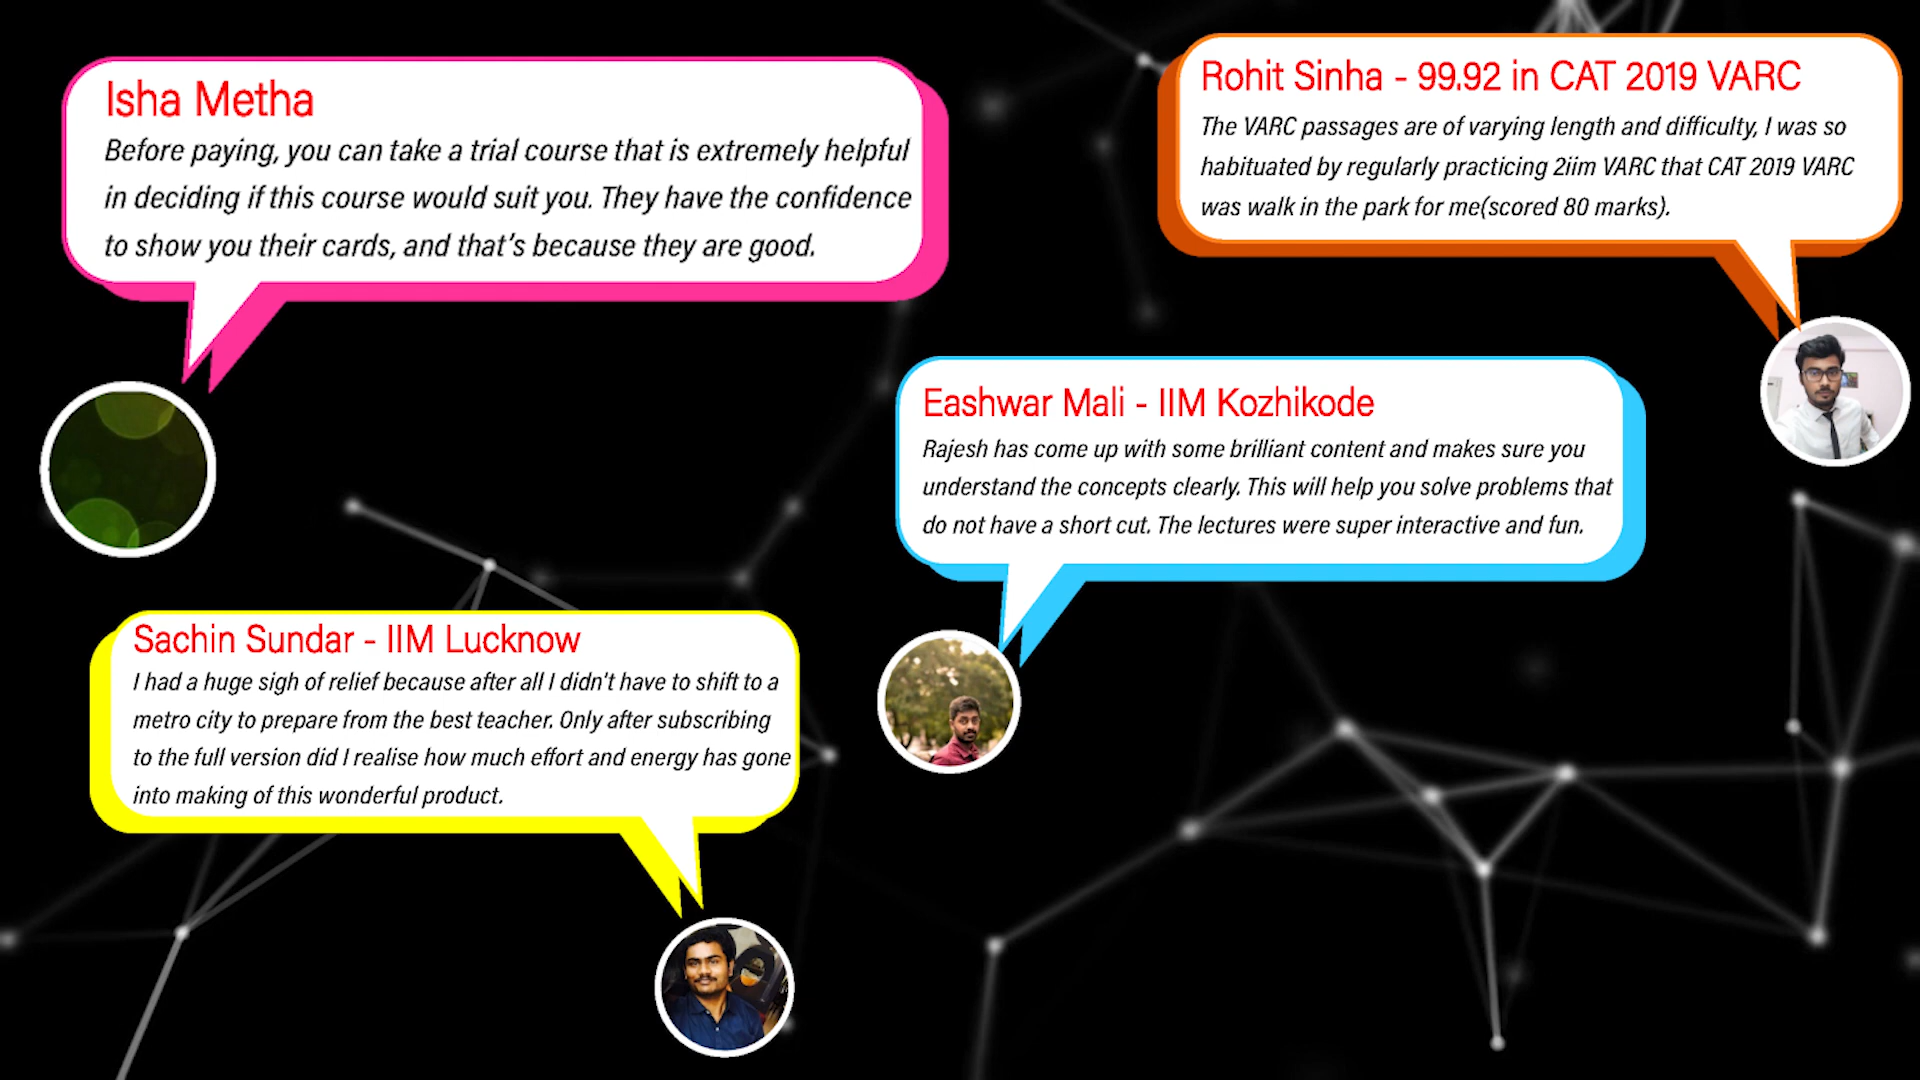 Isha Metha
Before paying, you can take a trial course that is extremely helpful
in deciding if this course would suit you. They have the confidence
to show you their cards, and that's because they are good.
Rohit Sinha - 99.92 in CAT 2019 VARC
The VARC passages are of varying length and difficulty, I was so
habituated by regularly practicing 2iim VARC that CAT 2019 VARC
was walk in the park for me(scored 80 marks).
Eashwar Mali - IIM Kozhikode
Rajesh has come up with some brilliant content and makes sure you
understand the concepts clearly. This will help you solve problems that
do not have a short cut. The lectures were super interactive and fun.
Sachin Sundar - IIM Lucknow
I had a huge sigh of relief because after all I didn't have to shift to a
metro city to prepare from the best teacher. Only after subscribing
to the full version did I realise how much effort and energy has gone
into making of this wonderful product.